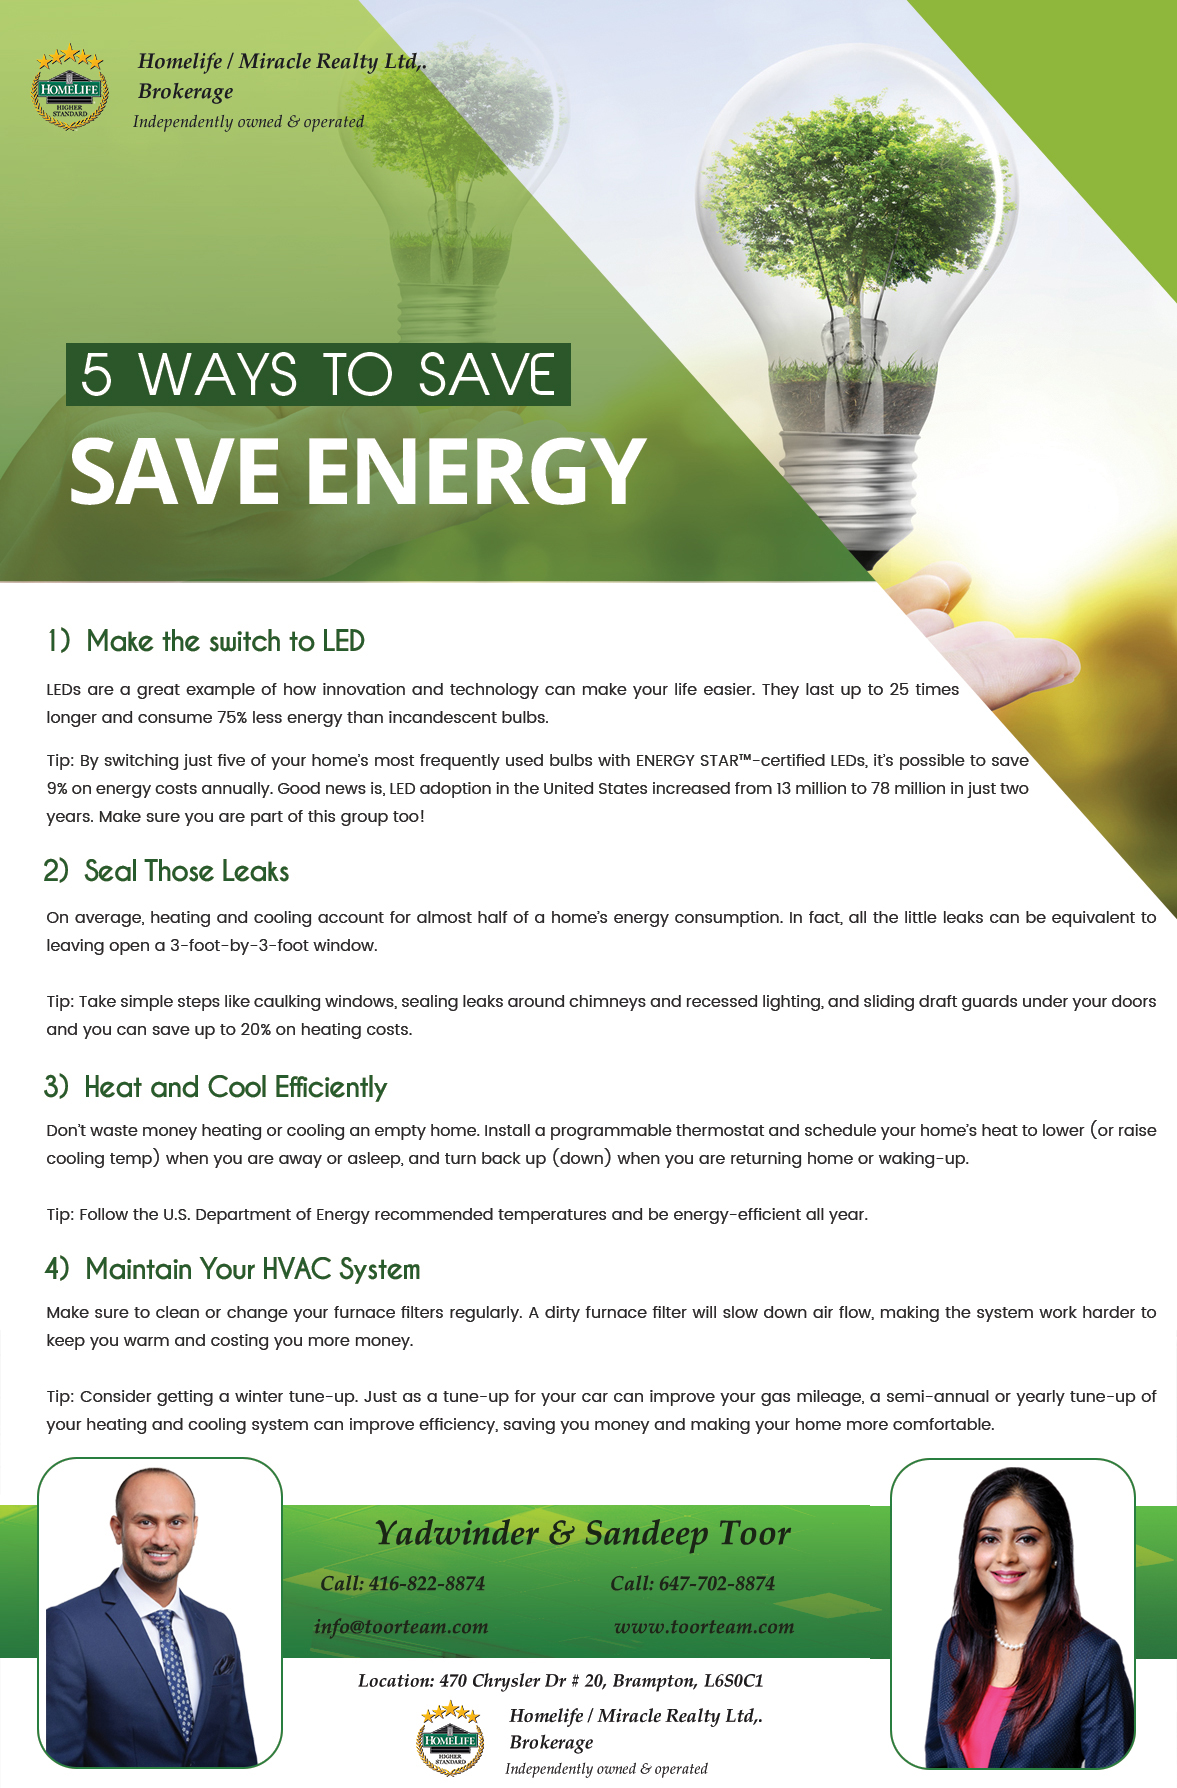 HOMELIFE
HIGHER
STANDARD
Homelife / Miracle Realty Ltd,.
Brokerage
Independently owned & operated
5 WAYS TO SAVE
SAVE ENERGY
1) Make the switch to LED
LEDs are a great example of how innovation and technology can make your life easier. They last up to 25 times
longer and consume 75% less energy than incandescent bulbs.
Tip: By switching just five of your home's most frequently used bulbs with ENERGY STAR™-certified LEDs, it's possible to save
9% on energy costs annually. Good news is, LED adoption in the United States increased from 13 million to 78 million in just two
years. Make sure you are part of this group too!
2) Seal Those Leaks
On average, heating and cooling account for almost half of a home's energy consumption. In fact, all the little leaks can be equivalent to
leaving open a 3-foot-by-3-foot window.
Tip: Take simple steps like caulking windows, sealing leaks around chimneys and recessed lighting, and sliding draft guards under your doors
and you can save up to 20% on heating costs.
3) Heat and Cool Efficiently
Don't waste money heating or cooling an empty home. Install a programmable thermostat and schedule your home's heat to lower (or raise
cooling temp) when you are away or asleep, and turn back up (down) when you are returning home or waking-up.
Tip: Follow the U.S. Department of Energy recommended temperatures and be energy-efficient all year.
4) Maintain Your HVAC System
Make sure to clean or change your furnace filters regularly. A dirty furnace filter will slow down air flow, making the system work harder to
keep you warm and costing you more money.
Tip: Consider getting a winter tune-up. Just as a tune-up for your car can improve your gas mileage, a semi-annual or yearly tune-up of
your heating and cooling system can improve efficiency, saving you money and making your home more comfortable.
Yadwinder & Sandeep Toor
Call: 416-822-8874
Call: 647-702-8874
info@toorteam.com
www.toorteam.com
Location: 470 Chrysler Dr # 20, Brampton, L6S0C1
HOMELIFE
HIGHER
STANDARD
Homelife / Miracle Realty Ltd,.
Brokerage
Independently owned & operated